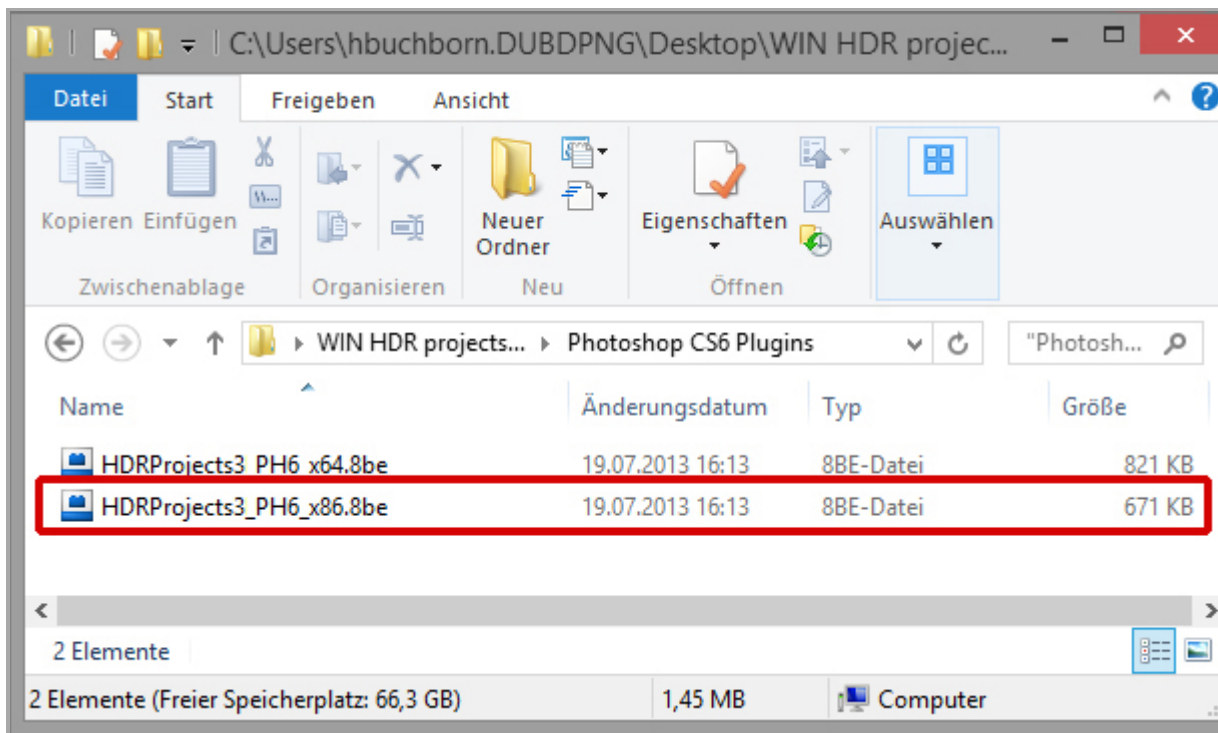 C:\Users\hbuchborn.DUBDPNG\Desktop\WIN HDR projec...
Datei Start Freigeben Ansicht
Kopieren Einfügen Neuer Ordner Eigenschaften Auswählen
Zwischenablage Organisieren Neu Öffnen
WIN HDR projects... Photoshop CS6 Plugins "Photosh...
Name Änderungsdatum Typ Größe
HDRProjects3_PH6_x64.8be 19.07.2013 16:13 8BE-Datei 821 KB
HDRProjects3_PH6_x86.8be 19.07.2013 16:13 8BE-Datei 671 KB
2 Elemente
2 Elemente (Freier Speicherplatz: 66,3 GB) 1,45 MB Computer